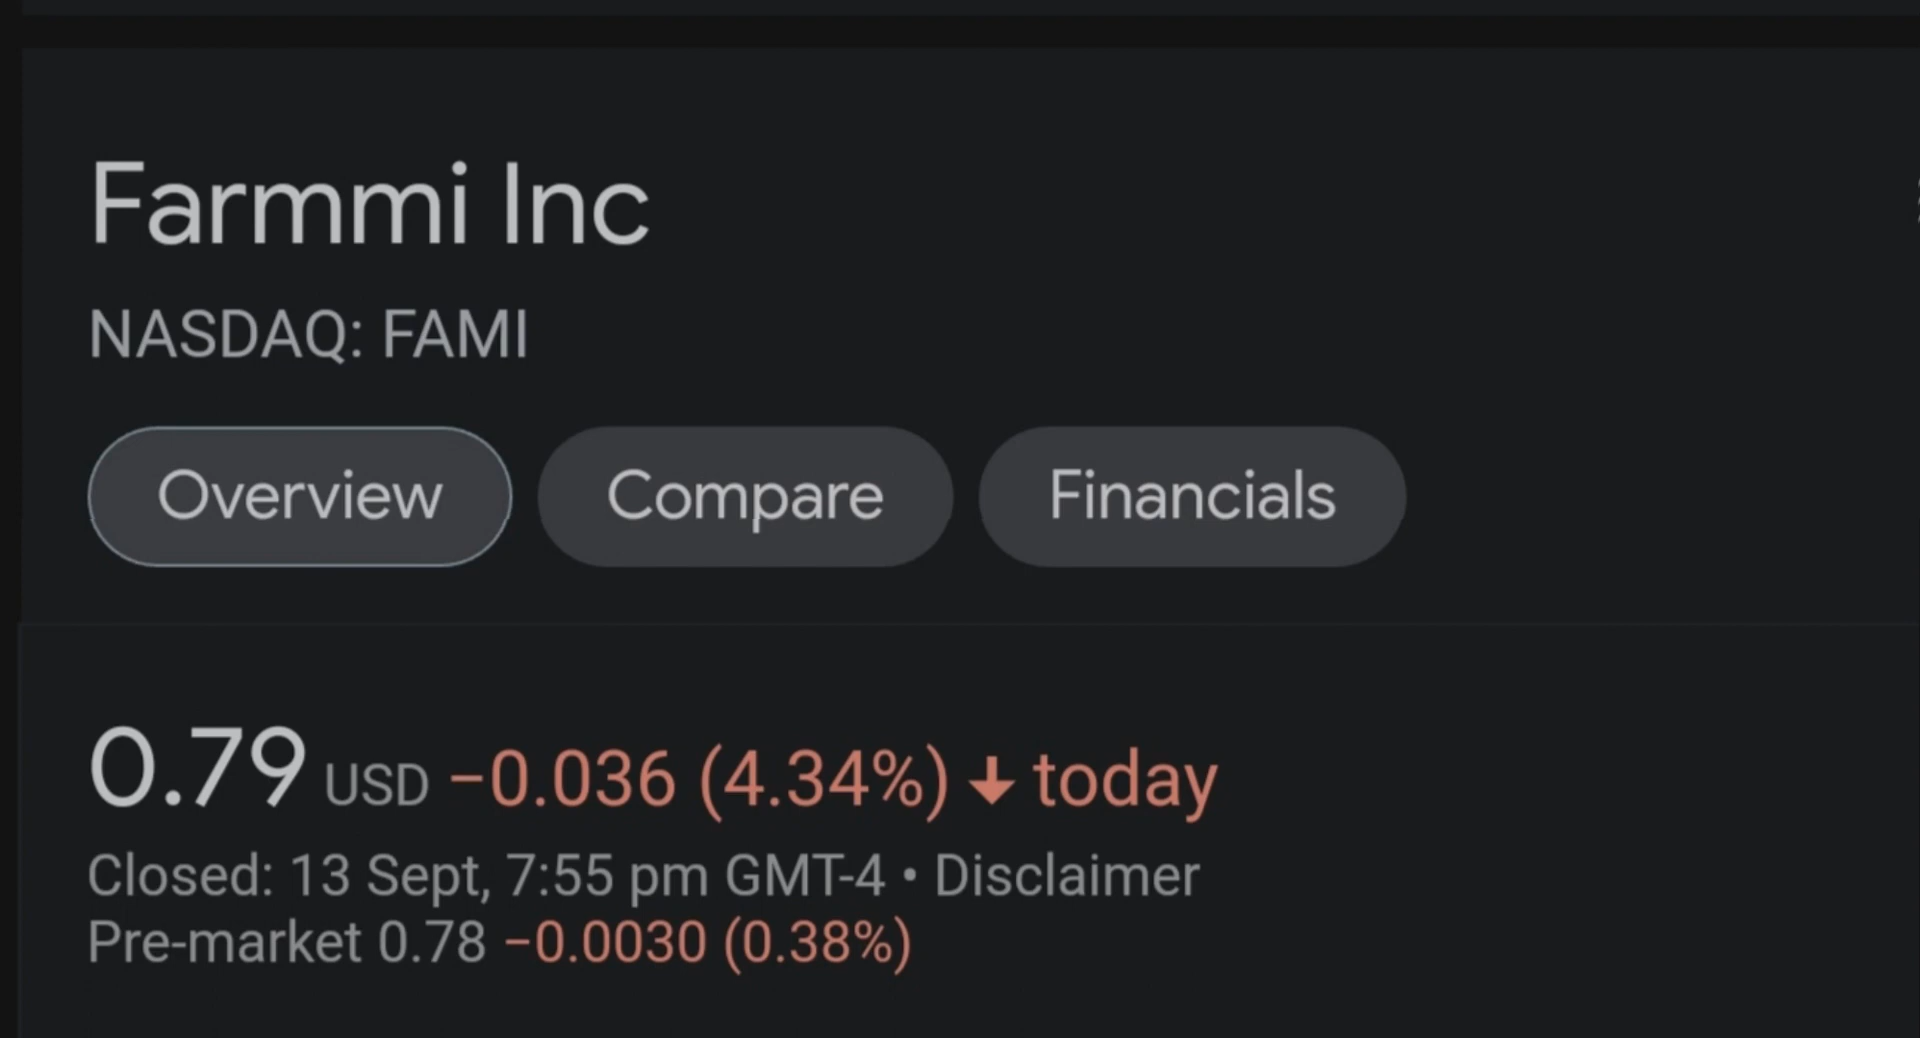 Farmmi Inc
NASDAQ: FAMI
Overview Compare Financials
0.79 USD −0.036 (4.34%) ↓ today
Closed: 13 Sept, 7:55 pm GMT-4 • Disclaimer
Pre-market 0.78 −0.0030 (0.38%)